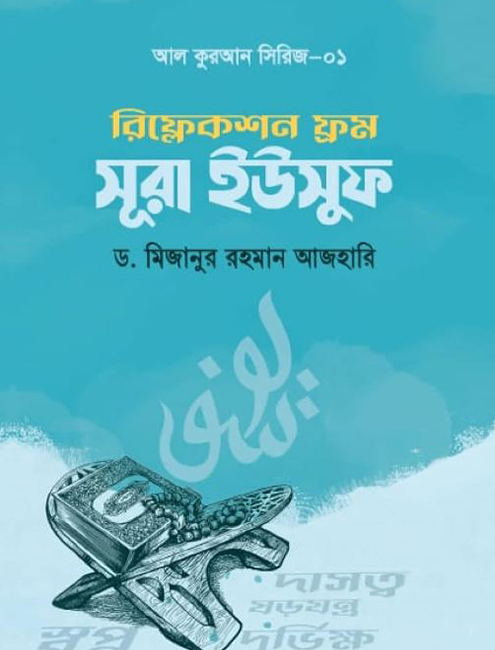 আল কুরআন সিরিজ-০১
রিফ্লেকশন ফ্রম
সূরা ইউসুফ
ড. মিজানুর রহমান আজহারি
يوسف
দাসত্ব
ষড়যন্ত্র
স্বপ্ন দুর্ভিক্ষ